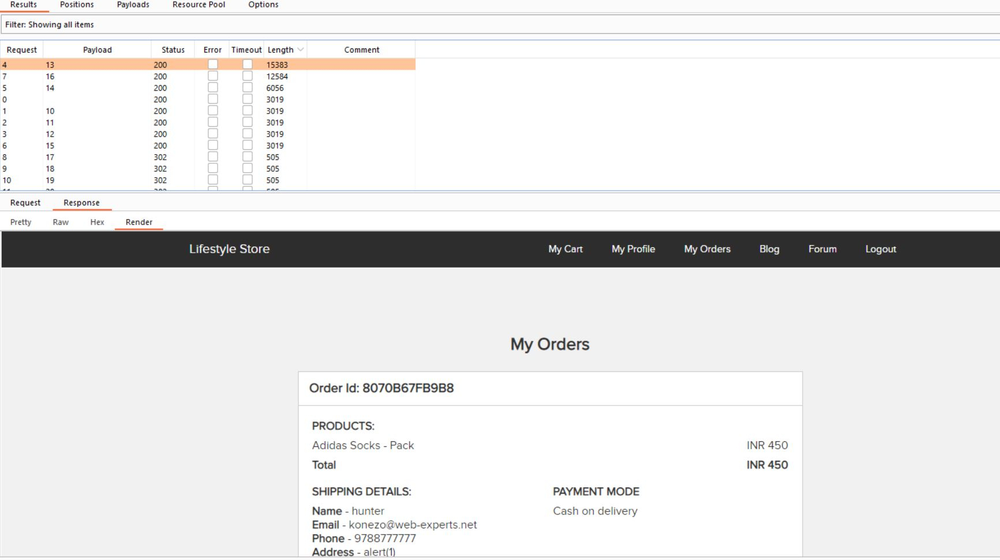 Results Positions Payloads Resource Pool Options
Filter: Showing all items
Request Payload Status Error Timeout Length Comment
4 13 200 15383
7 16 200 12584
5 14 200 6056
0 200 3019
1 10 200 3019
2 11 200 3019
3 12 200 3019
6 15 200 3019
8 17 302 505
9 18 302 505
10 19 302 505
Request Response
Pretty Raw Hex Render
Lifestyle Store My Cart My Profile My Orders Blog Forum Logout
My Orders
Order Id: 8070B67FB9B8
PRODUCTS:
Adidas Socks - Pack INR 450
Total INR 450
SHIPPING DETAILS: PAYMENT MODE
Name - hunter Cash on delivery
Email - konezo@web-experts.net
Phone - 9788777777
Address - alert(1)